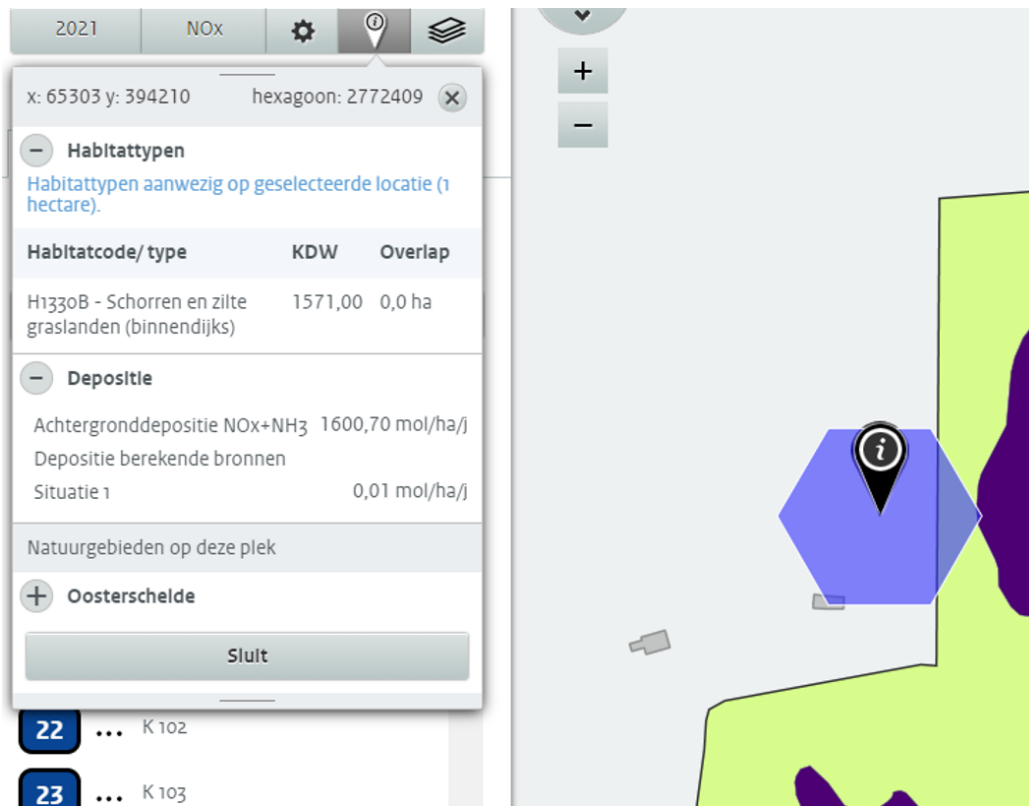 2021 NOx
x: 65303 y: 394210 hexagoon: 2772409
Habitattypen
Habitattypen aanwezig op geselecteerde locatie (1
hectare).
Habitatcode/ type KDW Overlap
H1330B - Schorren en zilte 1571,00 0,0 ha
graslanden (binnendijks)
Depositie
Achtergronddepositie NOx+NH3 1600,70 mol/ha/j
Depositie berekende bronnen
Situatie 1 0,01 mol/ha/j
Natuurgebieden op deze plek
Oosterschelde
Sluit
22 ... K 102
23 ... K 103